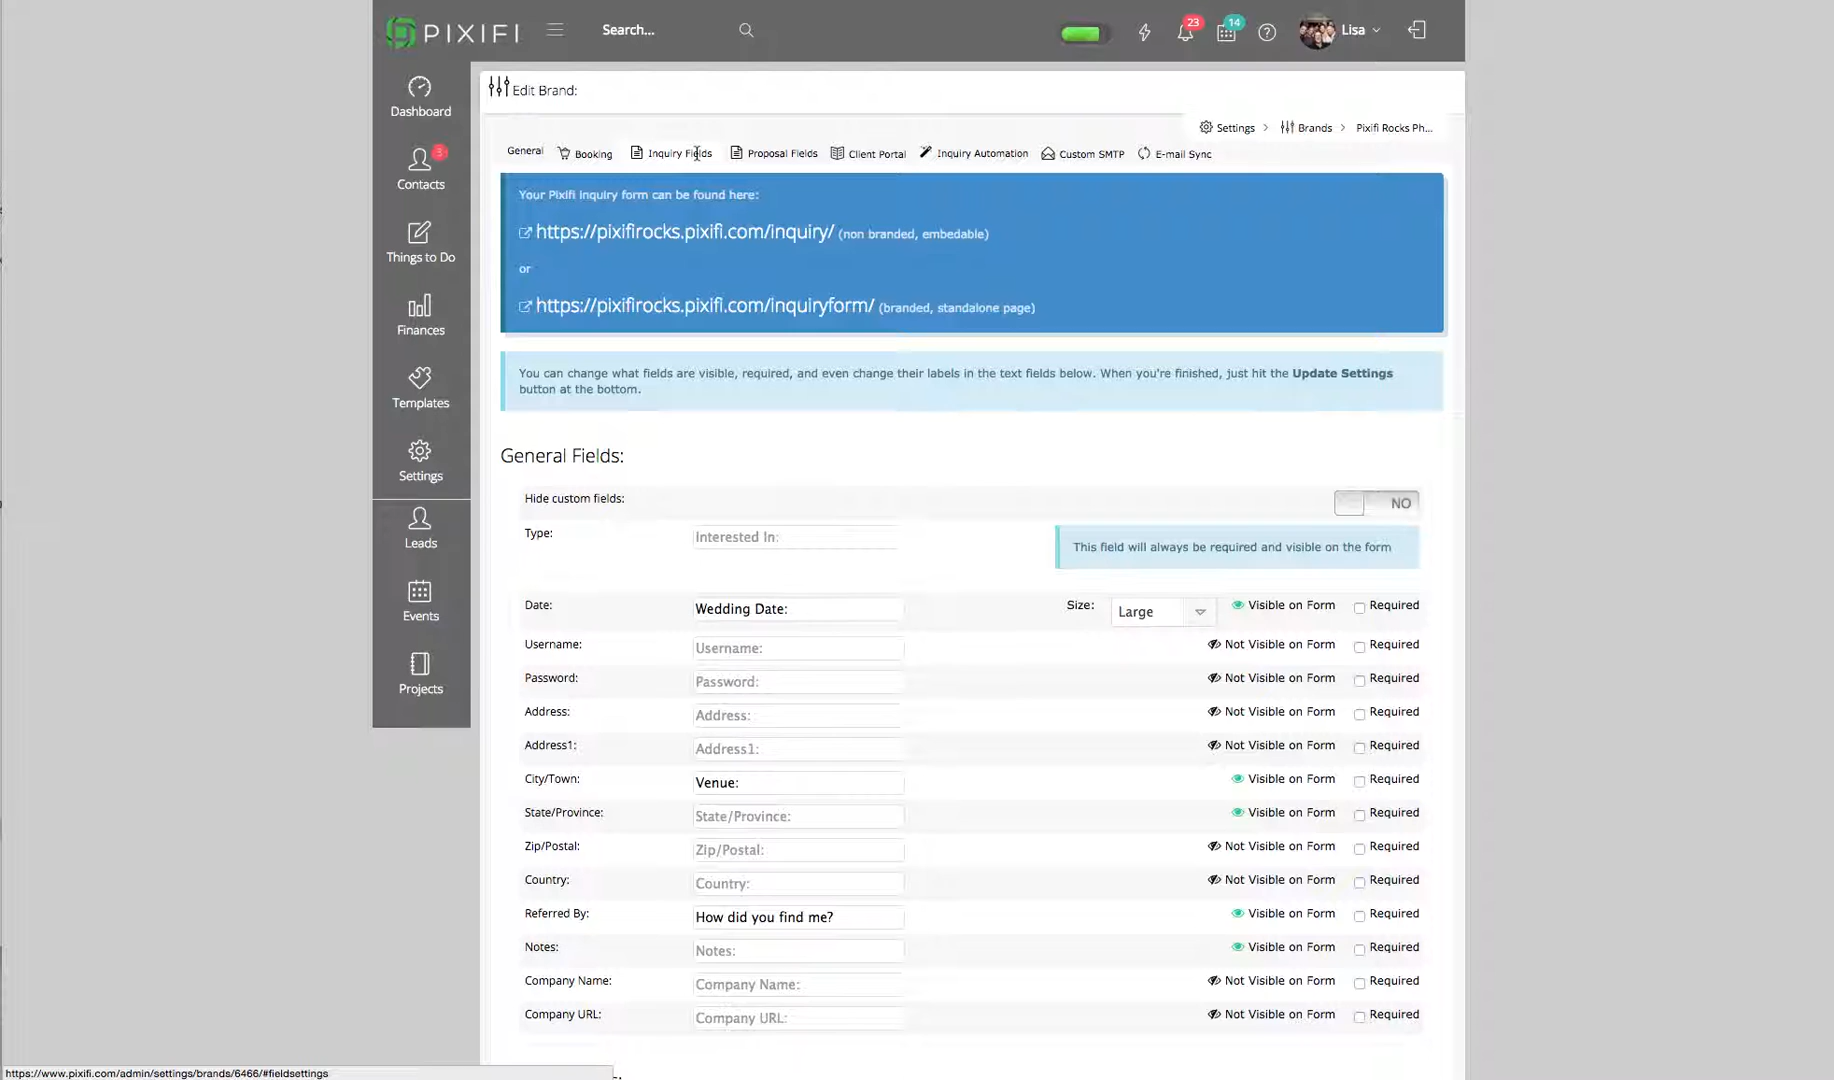 PIXIFI
Search...
23
14
Lisa
Dashboard
3
Contacts
Things to Do
Finances
Templates
Settings
Leads
Events
Projects
Edit Brand:
Settings > Brands > Pixifi Rocks Ph...
General Booking Inquiry Fields Proposal Fields Client Portal Inquiry Automation Custom SMTP E-mail Sync
Your Pixifi inquiry form can be found here:
https://pixifirocks.pixifi.com/inquiry/ (non branded, embedable)
or
https://pixifirocks.pixifi.com/inquiryform/ (branded, standalone page)
You can change what fields are visible, required, and even change their labels in the text fields below. When you're finished, just hit the Update Settings
button at the bottom.
General Fields:
Hide custom fields: NO
Type: Interested In: This field will always be required and visible on the form
Date: Wedding Date: Size: Large Visible on Form Required
Username: Username: Not Visible on Form Required
Password: Password: Not Visible on Form Required
Address: Address: Not Visible on Form Required
Address1: Address1: Not Visible on Form Required
City/Town: Venue: Visible on Form Required
State/Province: State/Province: Visible on Form Required
Zip/Postal: Zip/Postal: Not Visible on Form Required
Country: Country: Not Visible on Form Required
Referred By: How did you find me? Visible on Form Required
Notes: Notes: Visible on Form Required
Company Name: Company Name: Not Visible on Form Required
Company URL: Company URL: Not Visible on Form Required
https://www.pixifi.com/admin/settings/brands/6466/#fieldsettings